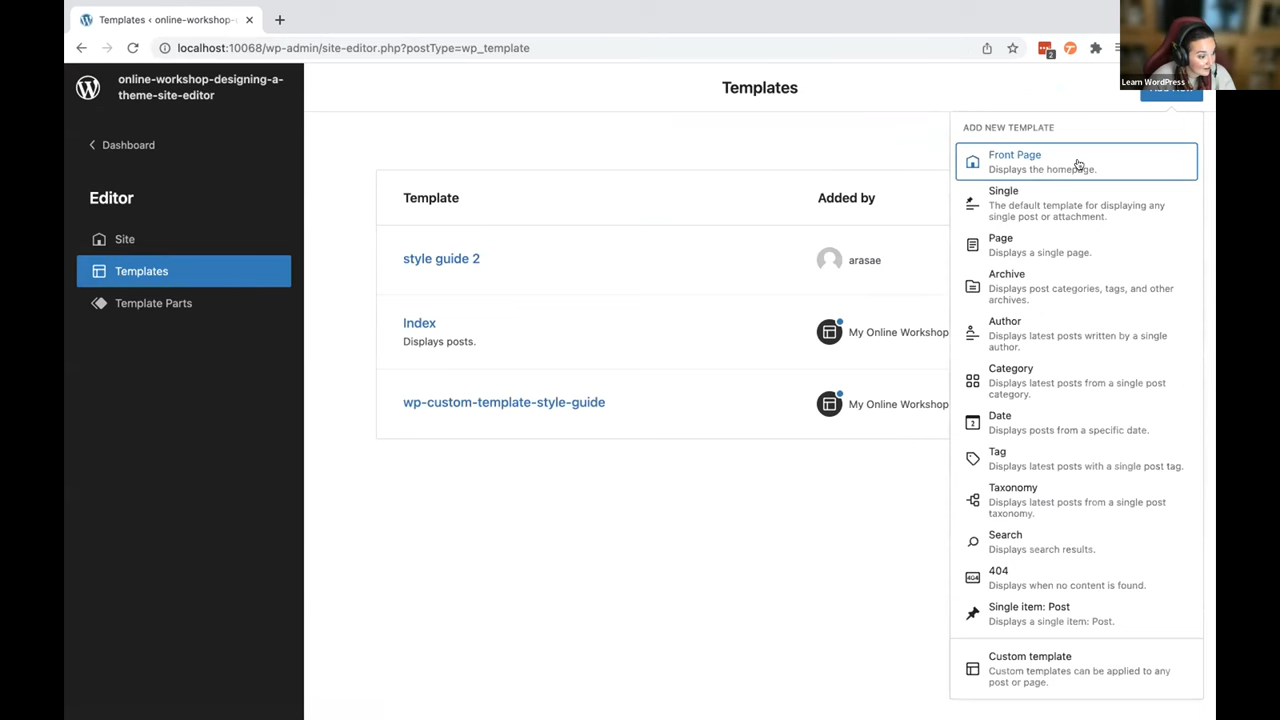 Templates ‹ online-workshop-
localhost:10068/wp-admin/site-editor.php?postType=wp_template
2
Learn WordPress
online-workshop-designing-a-
theme-site-editor
Dashboard
Editor
Site
Templates
Template Parts
Templates
Add New
Template
Added by
style guide 2
arasae
Index
Displays posts.
My Online Workshop
wp-custom-template-style-guide
My Online Workshop
ADD NEW TEMPLATE
Front Page
Displays the homepage.
Single
The default template for displaying any
single post or attachment.
Page
Displays a single page.
Archive
Displays post categories, tags, and other
archives.
Author
Displays latest posts written by a single
author.
Category
Displays latest posts from a single post
category.
2
Date
Displays posts from a specific date.
Tag
Displays latest posts with a single post tag.
Taxonomy
Displays latest posts from a single post
taxonomy.
Search
Displays search results.
404
404
Displays when no content is found.
Single item: Post
Displays a single item: Post.
Custom template
Custom templates can be applied to any
post or page.